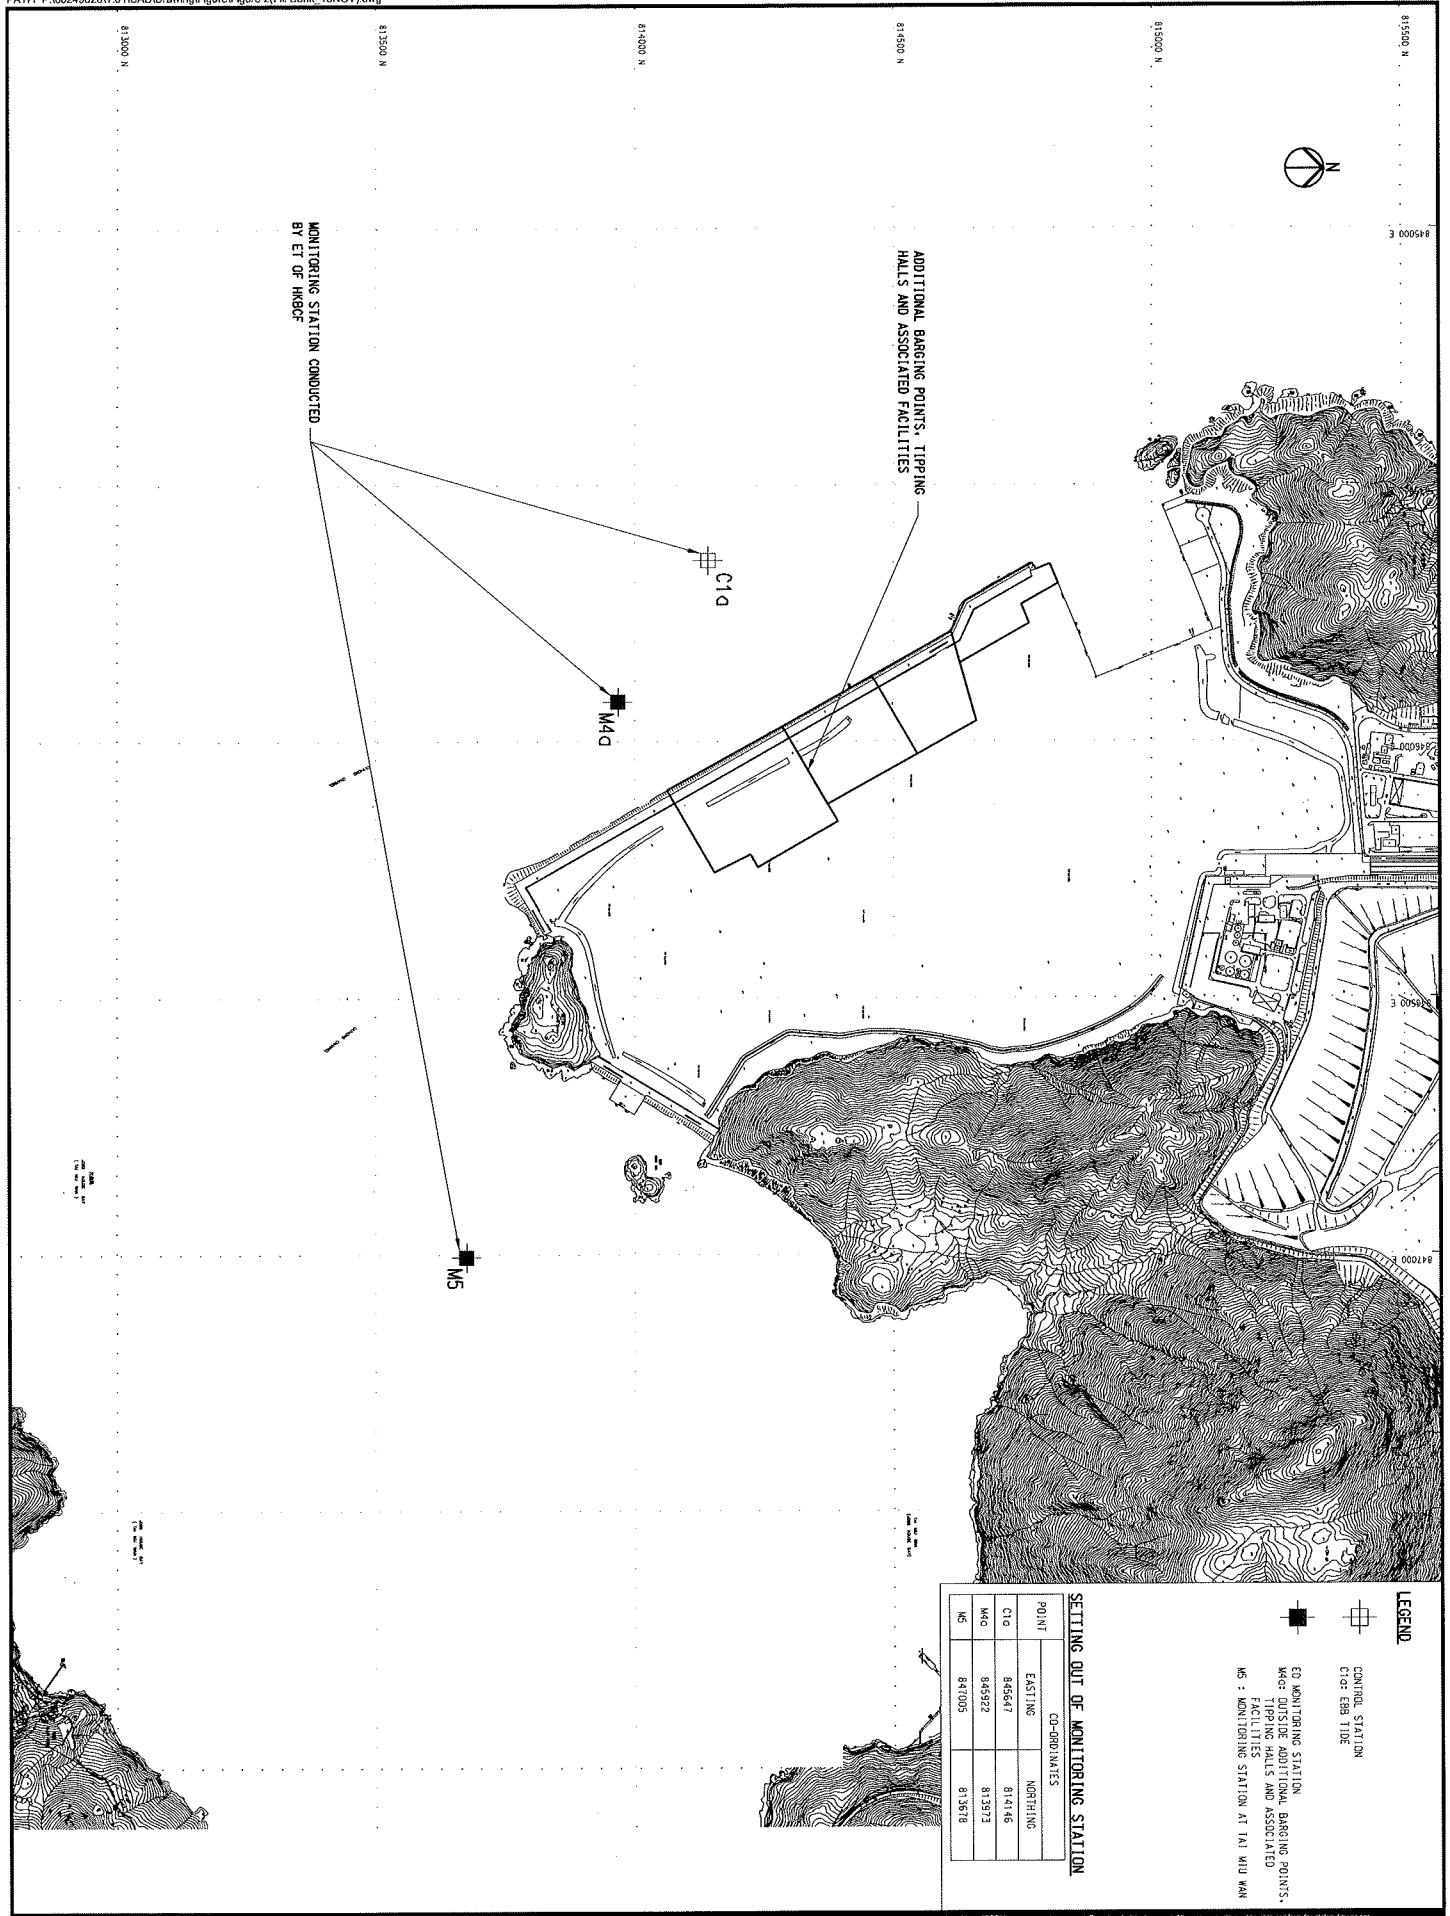 N
815500 N
815000 N
814500 N
814000 N
813500 N
813000 N
845000 E
846000 E
846500 E
847000 E
ADDITIONAL BARGING POINTS, TIPPING
HALLS AND ASSOCIATED FACILITIES
MONITORING STATION CONDUCTED
BY ET OF HKBCF
C1a
M4a
M5
LEGEND
CONTROL STATION
C1a: EBB TIDE
ED MONITORING STATION
M4a: OUTSIDE ADDITIONAL BARGING POINTS,
TIPPING HALLS AND ASSOCIATED
FACILITIES
M5 : MONITORING STATION AT TAI MIU WAN
SETTING OUT OF MONITORING STATION
POINT CO-ORDINATES
EASTING NORTHING
C1a 845647 814146
M4a 845922 813973
M5 847005 813678